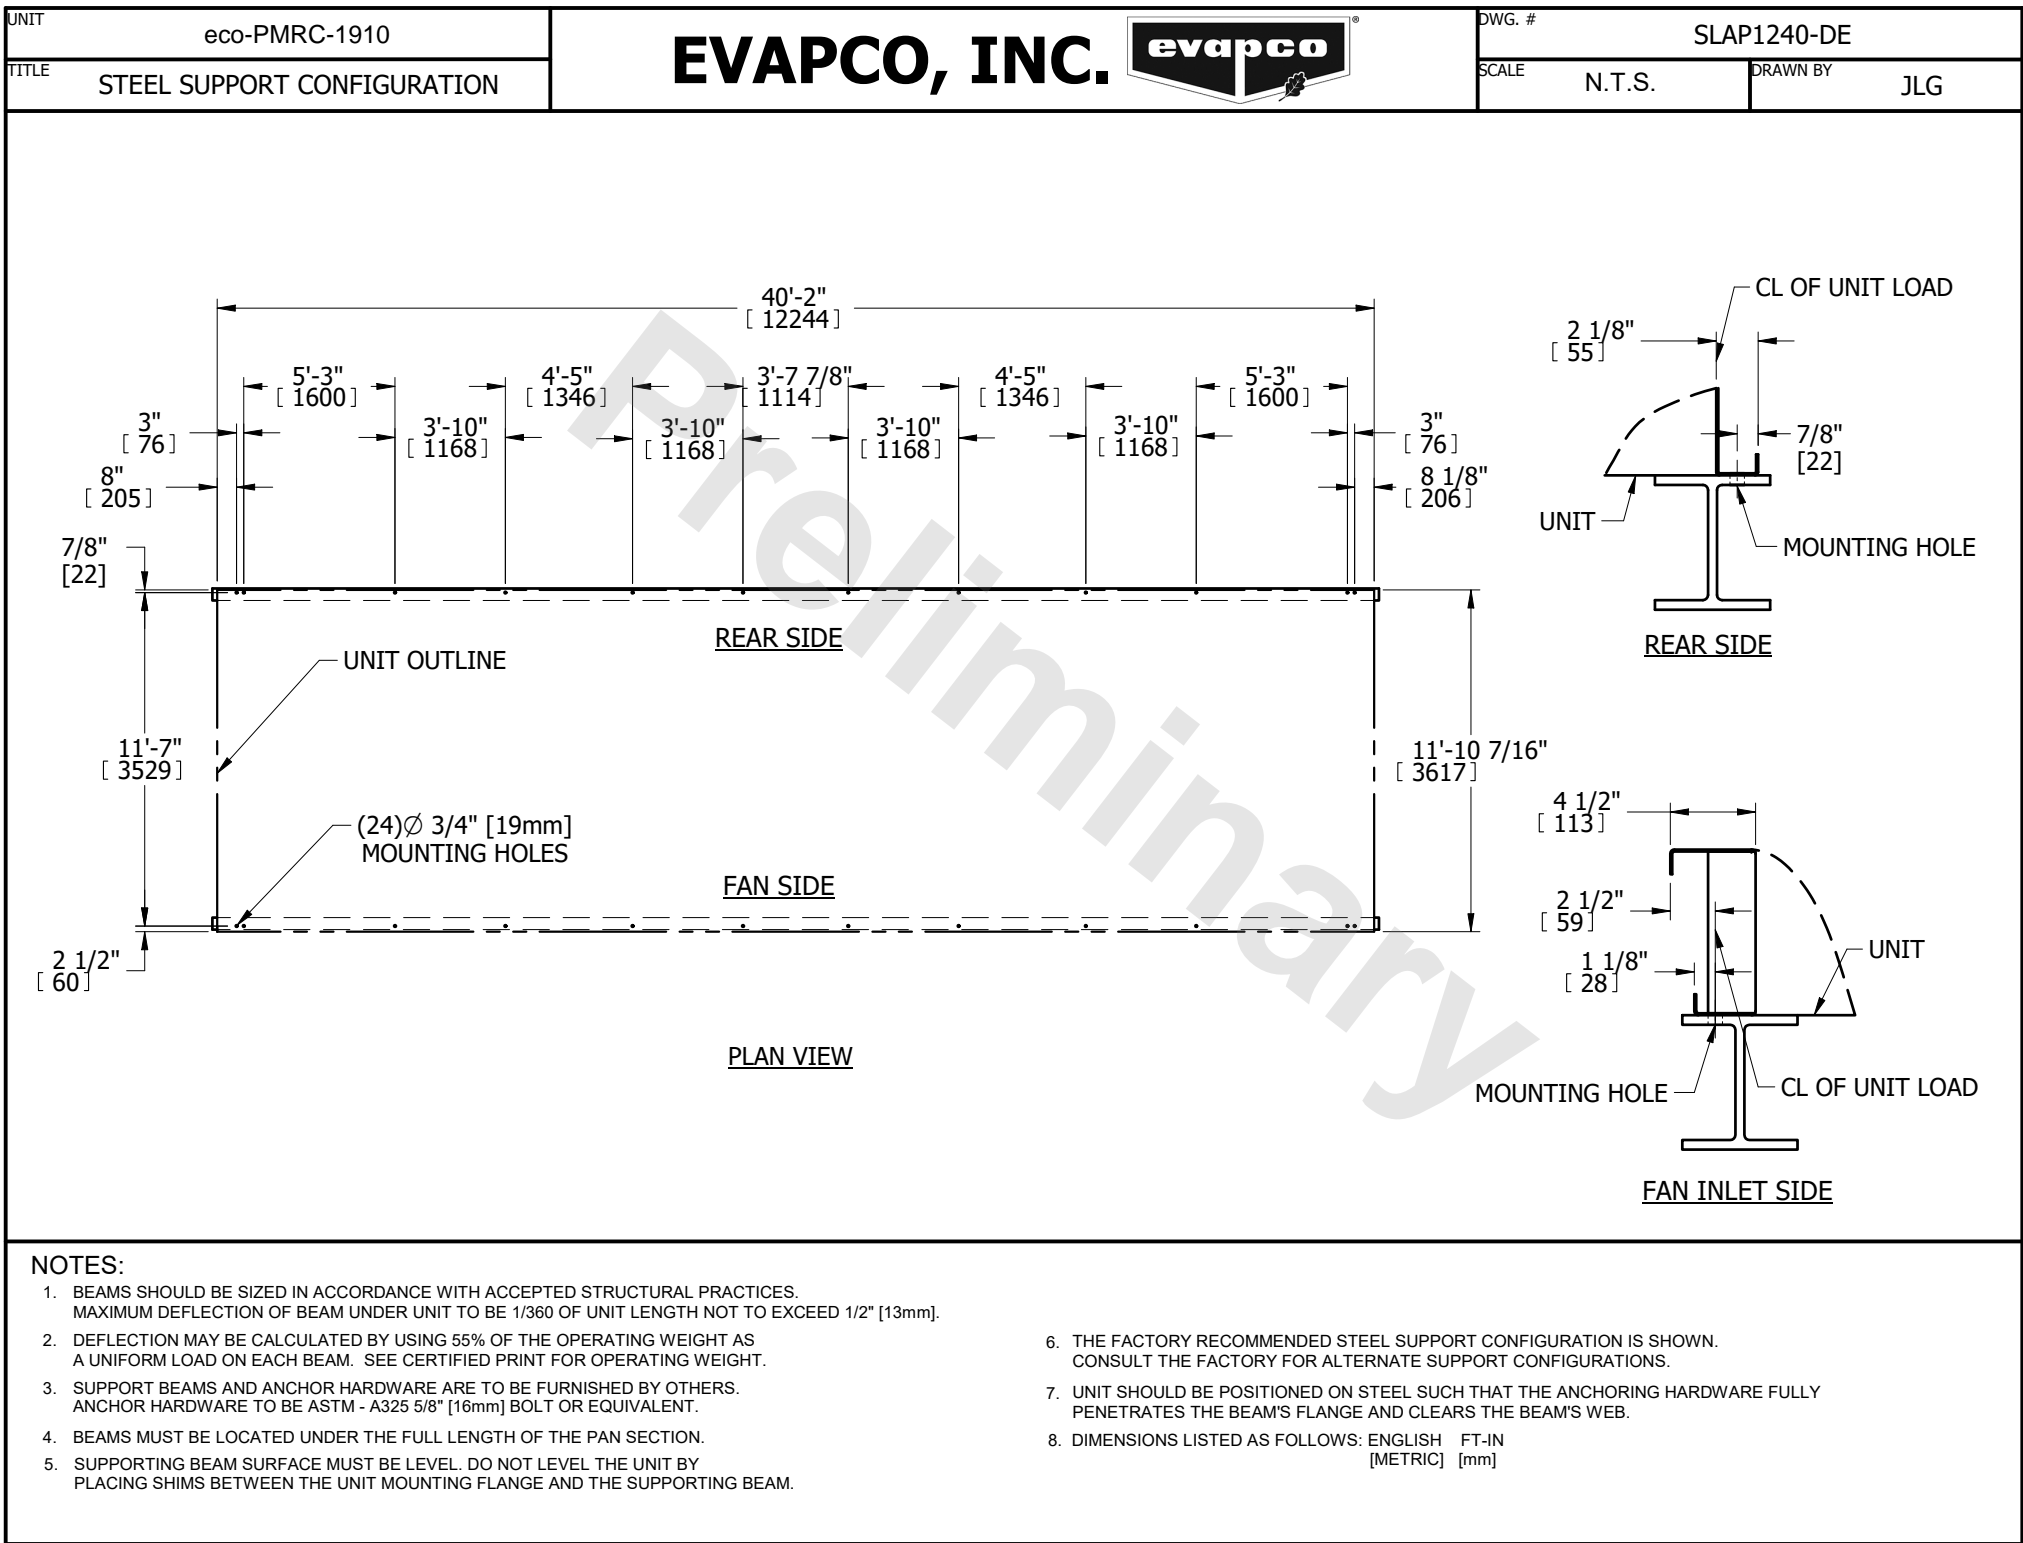 UNIT
eco-PMRC-1910
TITLE
STEEL SUPPORT CONFIGURATION
EVAPCO, INC.
evapco
®
DWG. #
SLAP1240-DE
SCALE
N.T.S.
DRAWN BY
JLG
40'-2"
[ 12244 ]
5'-3"
[ 1600 ]
4'-5"
[ 1346 ]
3'-7 7/8"
[ 1114 ]
4'-5"
[ 1346 ]
5'-3"
[ 1600 ]
3"
[ 76 ]
3'-10"
[ 1168 ]
3'-10"
[ 1168 ]
3'-10"
[ 1168 ]
3'-10"
[ 1168 ]
3"
[ 76 ]
8"
[ 205 ]
8 1/8"
[ 206 ]
7/8"
[22]
REAR SIDE
UNIT OUTLINE
11'-7"
[ 3529 ]
11'-10 7/16"
[ 3617 ]
(24)Ø 3/4" [19mm]
MOUNTING HOLES
FAN SIDE
2 1/2"
[ 60 ]
PLAN VIEW
Preliminary
CL OF UNIT LOAD
2 1/8"
[ 55 ]
7/8"
[22]
UNIT
MOUNTING HOLE
REAR SIDE
4 1/2"
[ 113 ]
2 1/2"
[ 59 ]
1 1/8"
[ 28 ]
UNIT
MOUNTING HOLE
CL OF UNIT LOAD
FAN INLET SIDE
NOTES:
1. BEAMS SHOULD BE SIZED IN ACCORDANCE WITH ACCEPTED STRUCTURAL PRACTICES.
MAXIMUM DEFLECTION OF BEAM UNDER UNIT TO BE 1/360 OF UNIT LENGTH NOT TO EXCEED 1/2" [13mm].
2. DEFLECTION MAY BE CALCULATED BY USING 55% OF THE OPERATING WEIGHT AS
A UNIFORM LOAD ON EACH BEAM. SEE CERTIFIED PRINT FOR OPERATING WEIGHT.
3. SUPPORT BEAMS AND ANCHOR HARDWARE ARE TO BE FURNISHED BY OTHERS.
ANCHOR HARDWARE TO BE ASTM - A325 5/8" [16mm] BOLT OR EQUIVALENT.
4. BEAMS MUST BE LOCATED UNDER THE FULL LENGTH OF THE PAN SECTION.
5. SUPPORTING BEAM SURFACE MUST BE LEVEL. DO NOT LEVEL THE UNIT BY
PLACING SHIMS BETWEEN THE UNIT MOUNTING FLANGE AND THE SUPPORTING BEAM.
6. THE FACTORY RECOMMENDED STEEL SUPPORT CONFIGURATION IS SHOWN.
CONSULT THE FACTORY FOR ALTERNATE SUPPORT CONFIGURATIONS.
7. UNIT SHOULD BE POSITIONED ON STEEL SUCH THAT THE ANCHORING HARDWARE FULLY
PENETRATES THE BEAM'S FLANGE AND CLEARS THE BEAM'S WEB.
8. DIMENSIONS LISTED AS FOLLOWS: ENGLISH FT-IN
[METRIC] [mm]